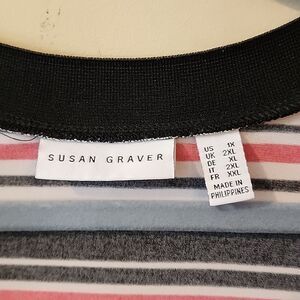 SUSAN GRAVER
US 1X
UK 2XL
DE XL
IT 2XL
FR XXL
MADE IN
PHILIPPINES